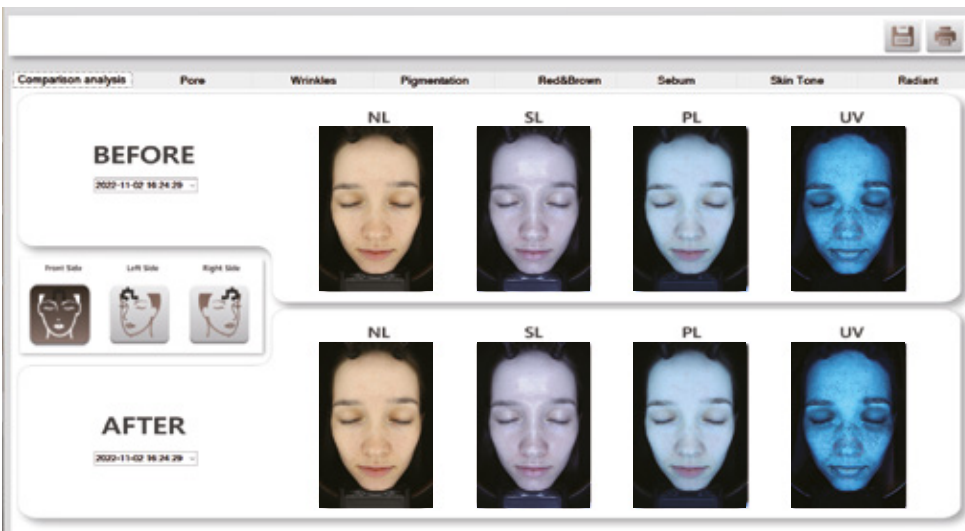 Comparison analysis Pore Wrinkles Pigmentation Red&Brown Sebum Skin Tone Radiant
NL SL PL UV
BEFORE
2022-11-02 16:24:29
Front Side Left Side Right Side
NL SL PL UV
AFTER
2022-11-02 16:24:29